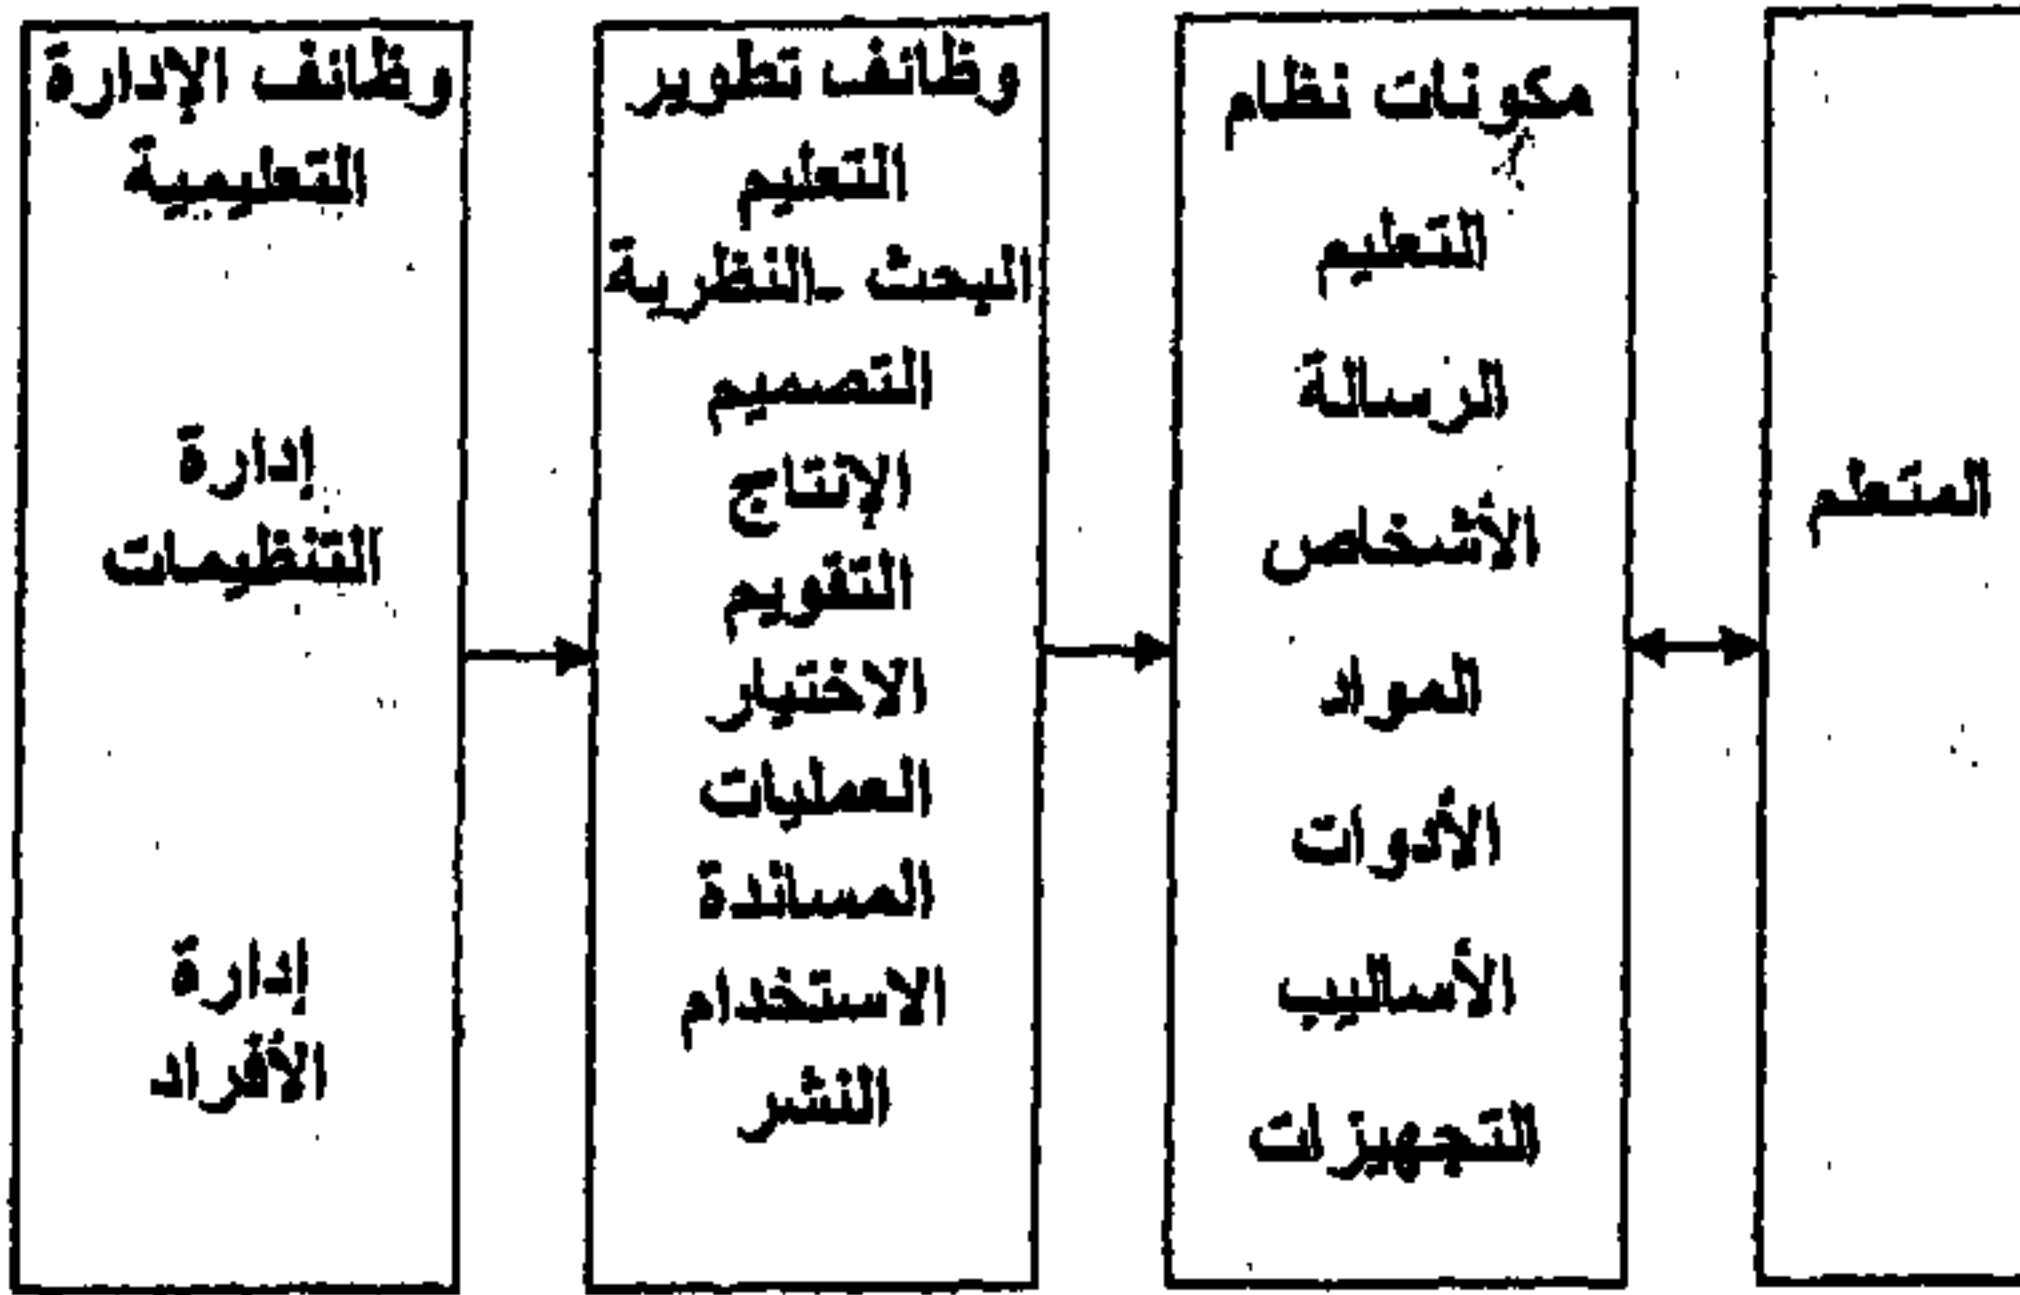 وظائف الإدارة
التعليمية
إدارة
التنظيمات
إدارة
الأفراد
وظائف تطوير
التعليم
البحث -النظرية
التصميم
الإنتاج
التقويم
الاختيار
العمليات
المساندة
الاستخدام
النشر
مكونات نظام
التعليم
الرسالة
الأشخاص
المواد
الأدوات
الأساليب
التجهيزات
المتعلم